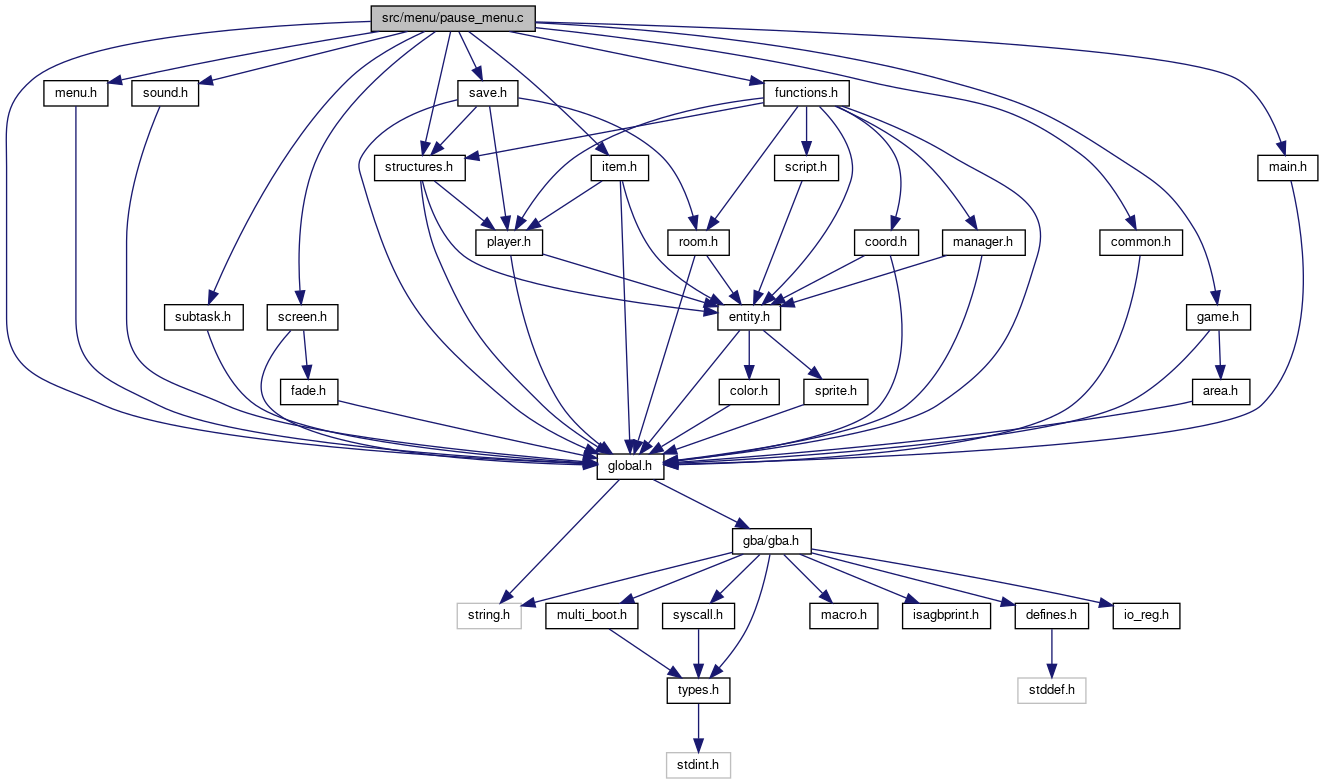 src/menu/pause_menu.c
menu.h
sound.h
save.h
functions.h
structures.h
item.h
script.h
main.h
player.h
room.h
coord.h
manager.h
common.h
subtask.h
screen.h
entity.h
game.h
fade.h
color.h
sprite.h
area.h
global.h
gba/gba.h
string.h
multi_boot.h
syscall.h
macro.h
isagbprint.h
defines.h
io_reg.h
types.h
stddef.h
stdint.h